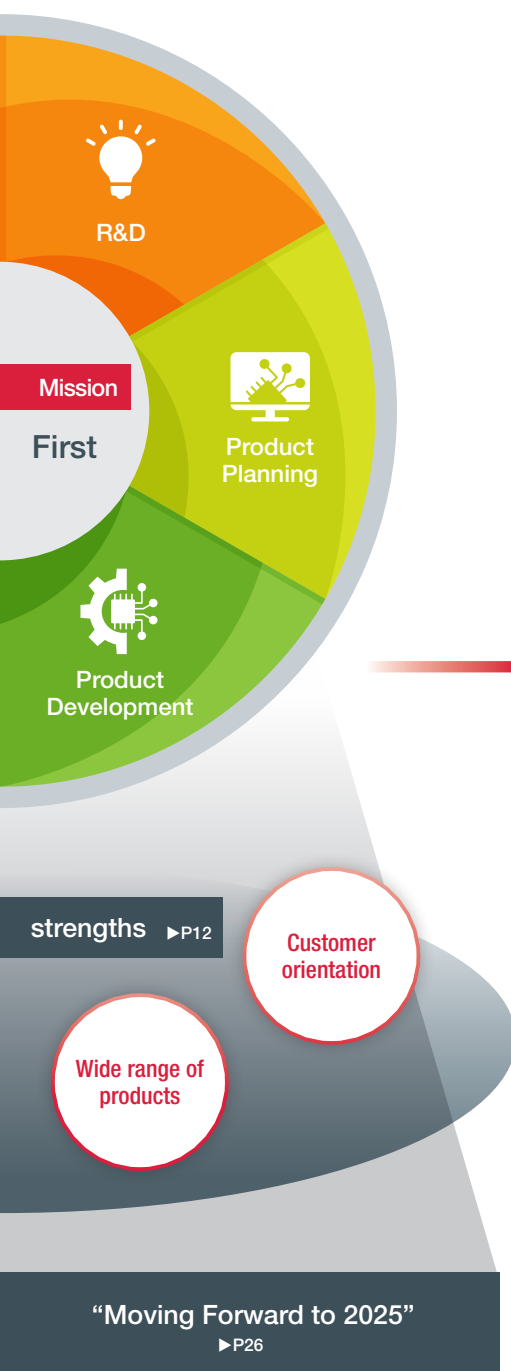 R&D
Mission
First
Product
Planning
Product
Development
strengths ▶P12
Customer
orientation
Wide range of
products
“Moving Forward to 2025”
▶P26